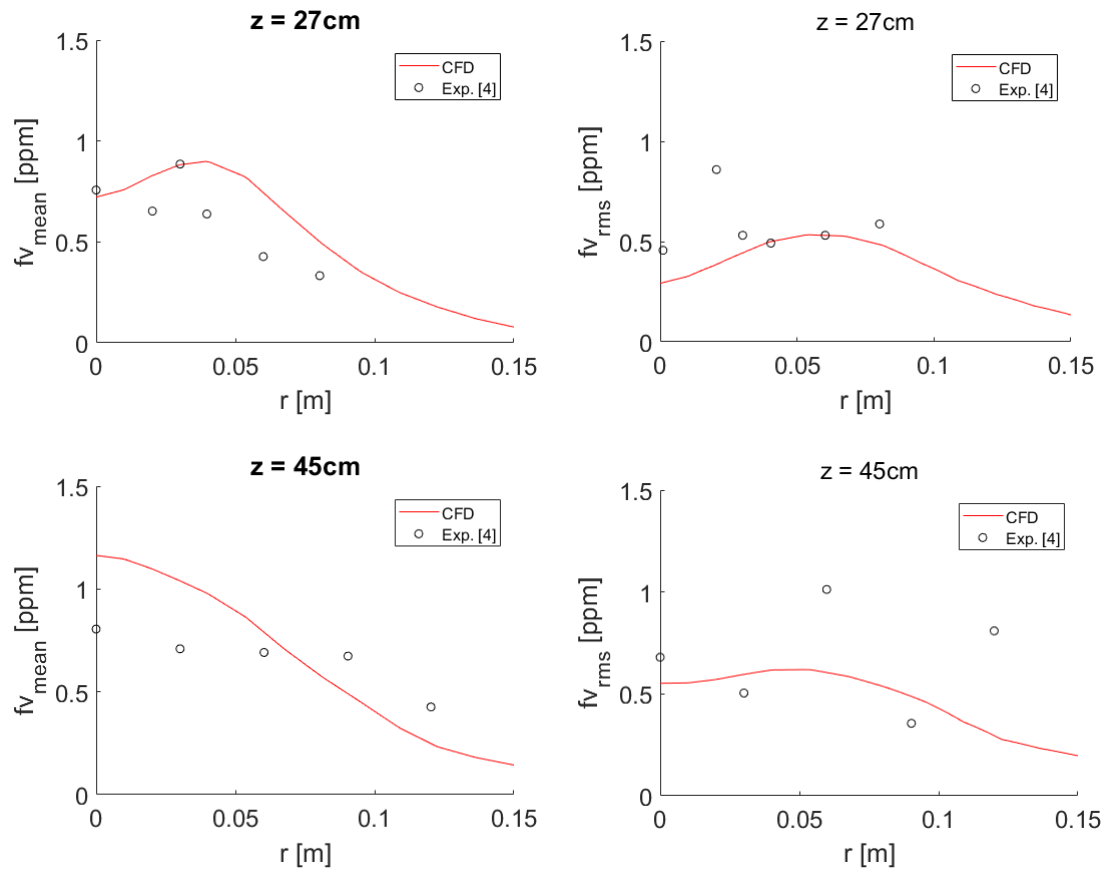 z = 27cm
1.5
1
0.5
0
fv_mean [ppm]
CFD
Exp. [4]
0
0.05
0.1
0.15
r [m]
z = 27cm
1.5
1
0.5
0
fv_rms [ppm]
CFD
Exp. [4]
0
0.05
0.1
0.15
r [m]
z = 45cm
1.5
1
0.5
0
fv_mean [ppm]
CFD
Exp. [4]
0
0.05
0.1
0.15
r [m]
z = 45cm
1.5
1
0.5
0
fv_rms [ppm]
CFD
Exp. [4]
0
0.05
0.1
0.15
r [m]